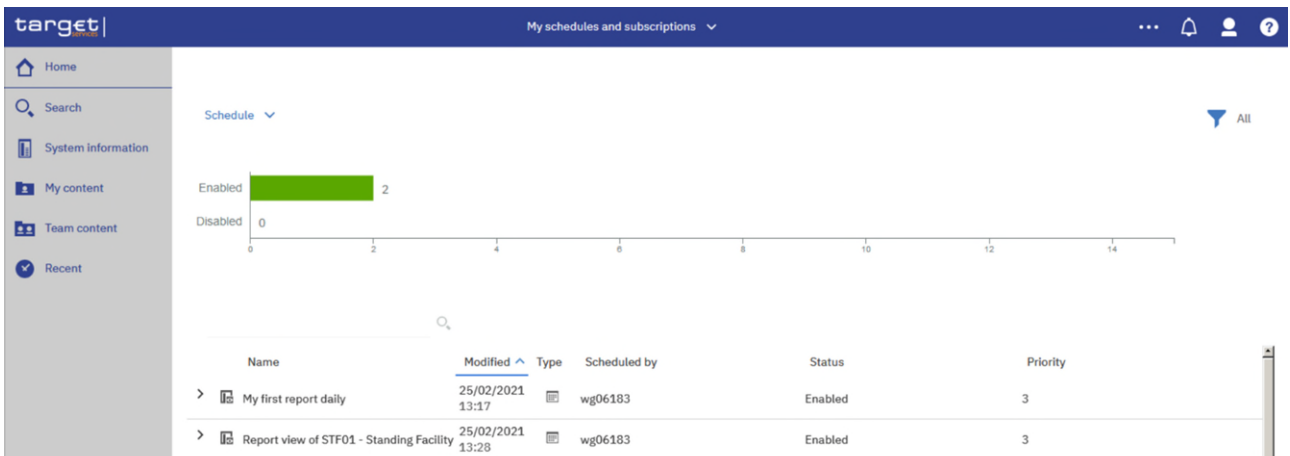 target
SERVICES
My schedules and subscriptions
Home
Search
System information
My content
Team content
Recent
Schedule
All
Enabled 2
Disabled 0
0 2 4 6 8 10 12 14
Name Modified Type Scheduled by Status Priority
My first report daily 25/02/2021 wg06183 Enabled 3
13:17
Report view of STF01 - Standing Facility 25/02/2021 wg06183 Enabled 3
13:28